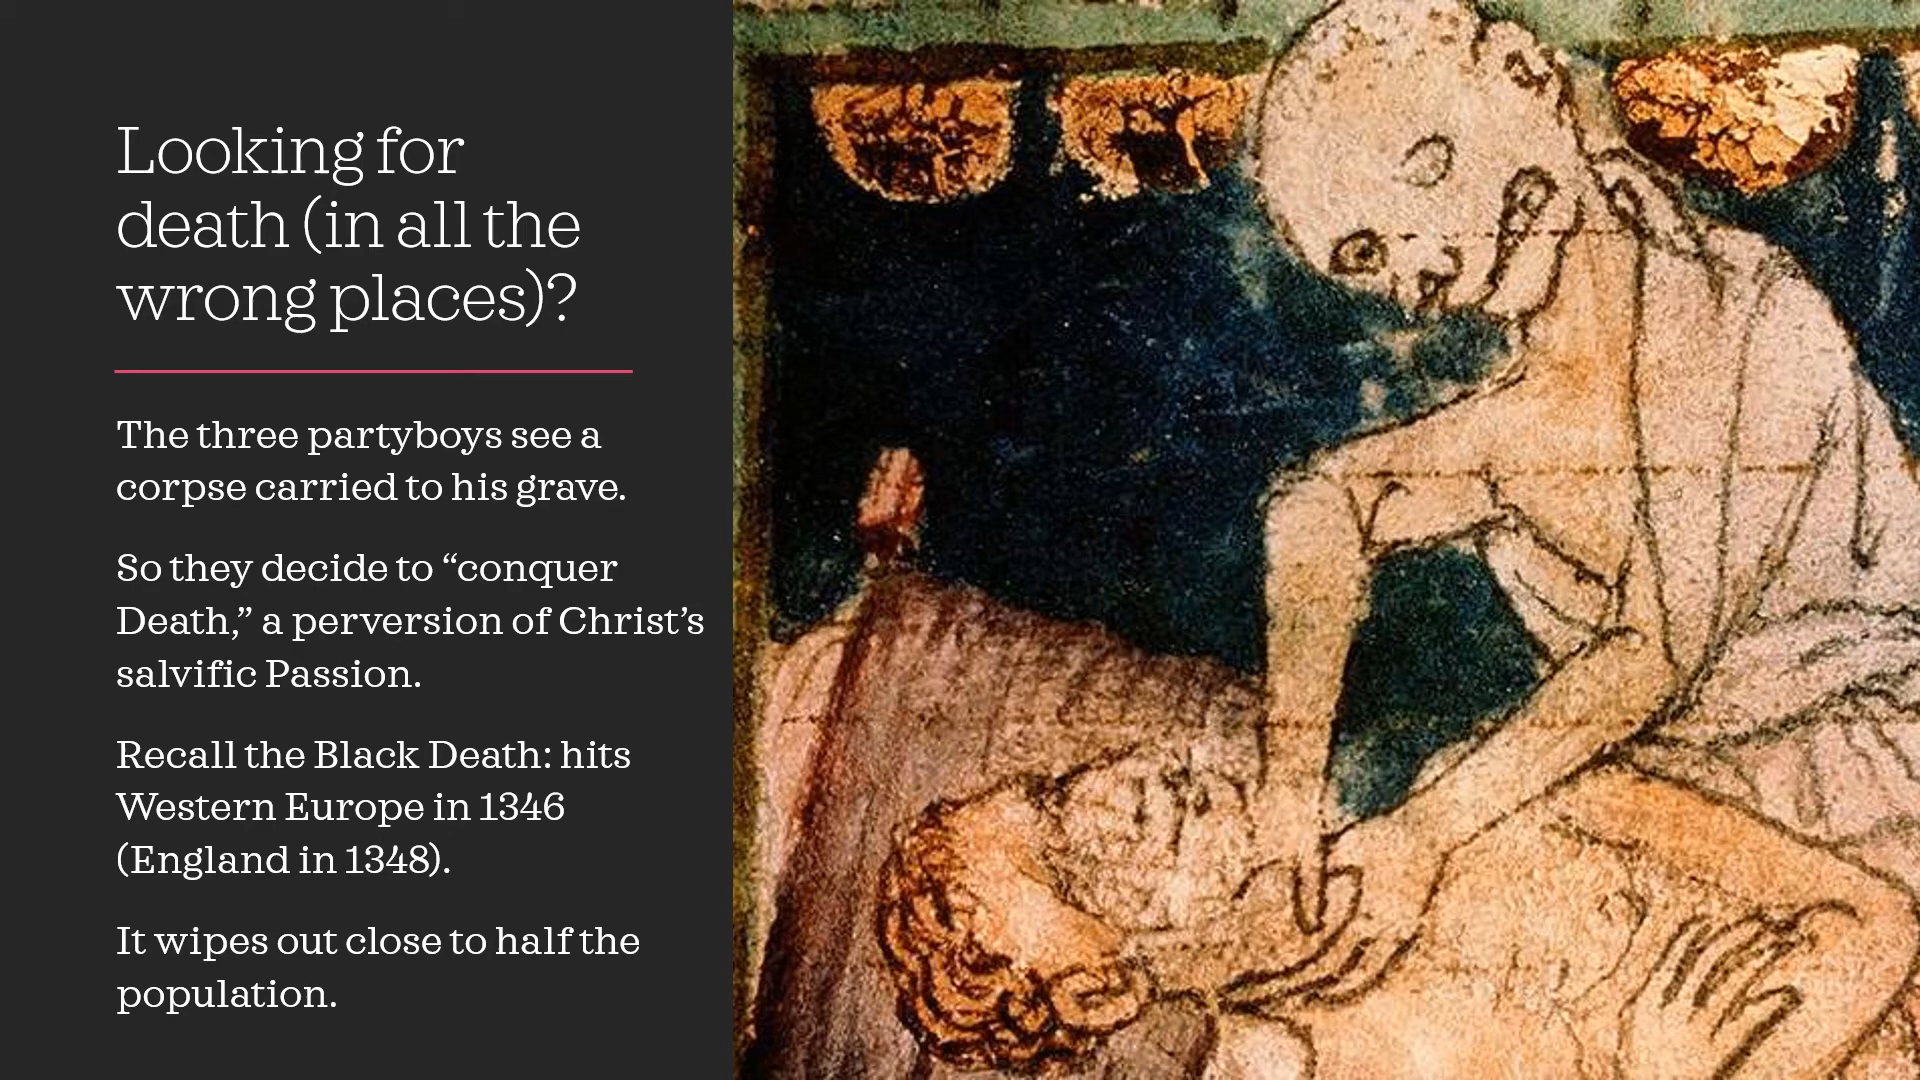 Looking for
death (in all the
wrong places)?
The three partyboys see a
corpse carried to his grave.
So they decide to “conquer
Death,” a perversion of Christ’s
salvific Passion.
Recall the Black Death: hits
Western Europe in 1346
(England in 1348).
It wipes out close to half the
population.